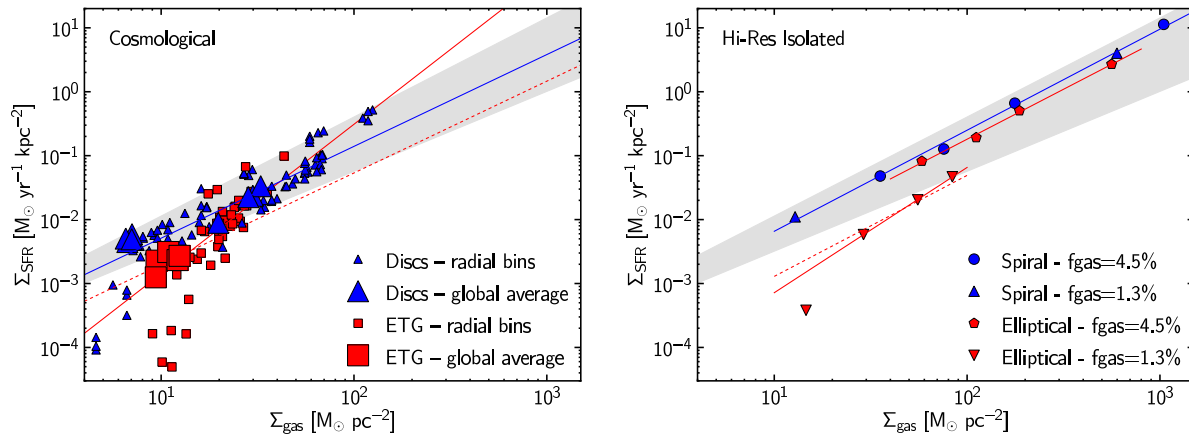 Cosmological
Σ_SFR [M⊙ yr⁻¹ kpc⁻²]
10¹
10⁰
10⁻¹
10⁻²
10⁻³
10⁻⁴
Discs – radial bins
Discs – global average
ETG – radial bins
ETG – global average
10¹ 10² 10³
Σ_gas [M⊙ pc⁻²]
Hi-Res Isolated
Σ_SFR [M⊙ yr⁻¹ kpc⁻²]
10¹
10⁰
10⁻¹
10⁻²
10⁻³
10⁻⁴
Spiral - fgas=4.5%
Spiral - fgas=1.3%
Elliptical - fgas=4.5%
Elliptical - fgas=1.3%
10¹ 10² 10³
Σ_gas [M⊙ pc⁻²]